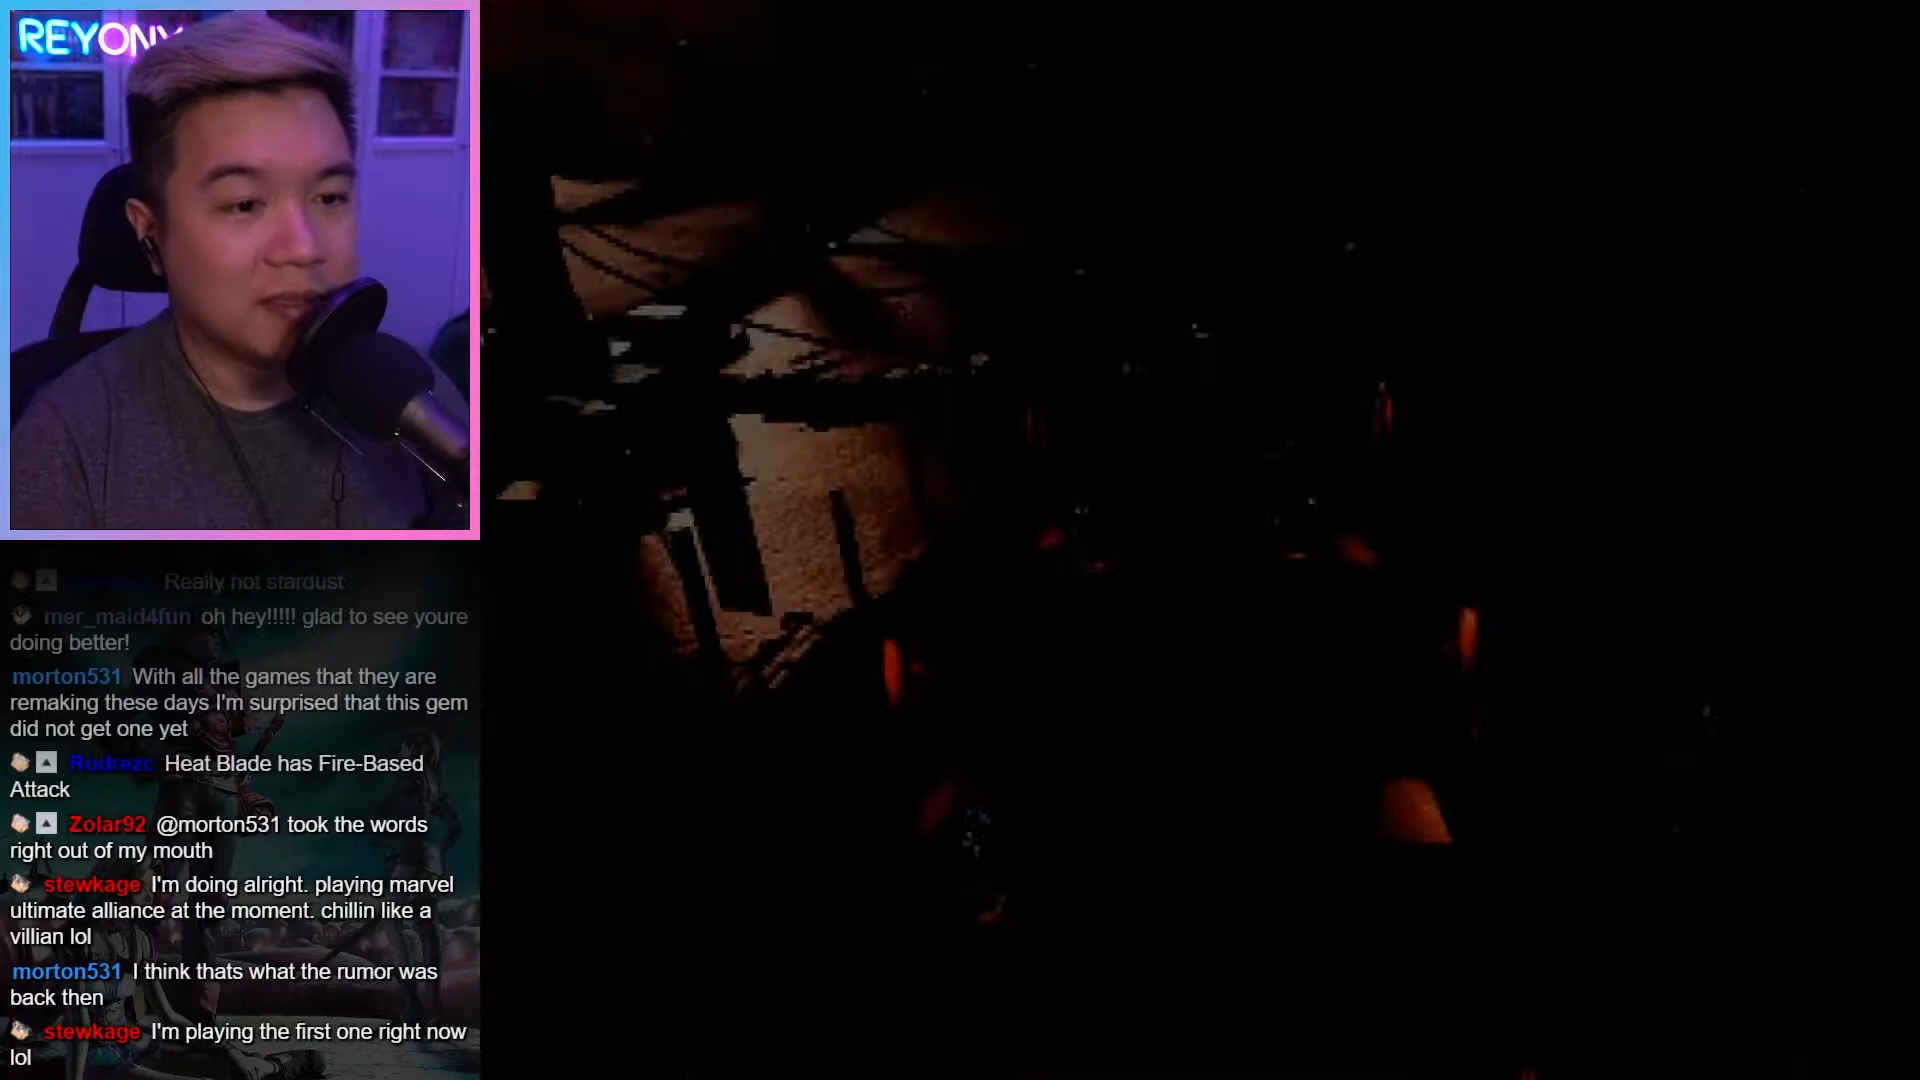 REYONY
Really hot stardust
mer_maid4fun oh hey!!!!! glad to see youre
doing better!
morton531 With all the games that they are
remaking these days I'm surprised that this gem
did not get one yet
Rodrezc Heat Blade has Fire-Based
Attack
Zolar92 @morton531 took the words
right out of my mouth
stewkage I'm doing alright. playing marvel
ultimate alliance at the moment. chillin like a
villian lol
morton531 I think thats what the rumor was
back then
stewkage I'm playing the first one right now
lol